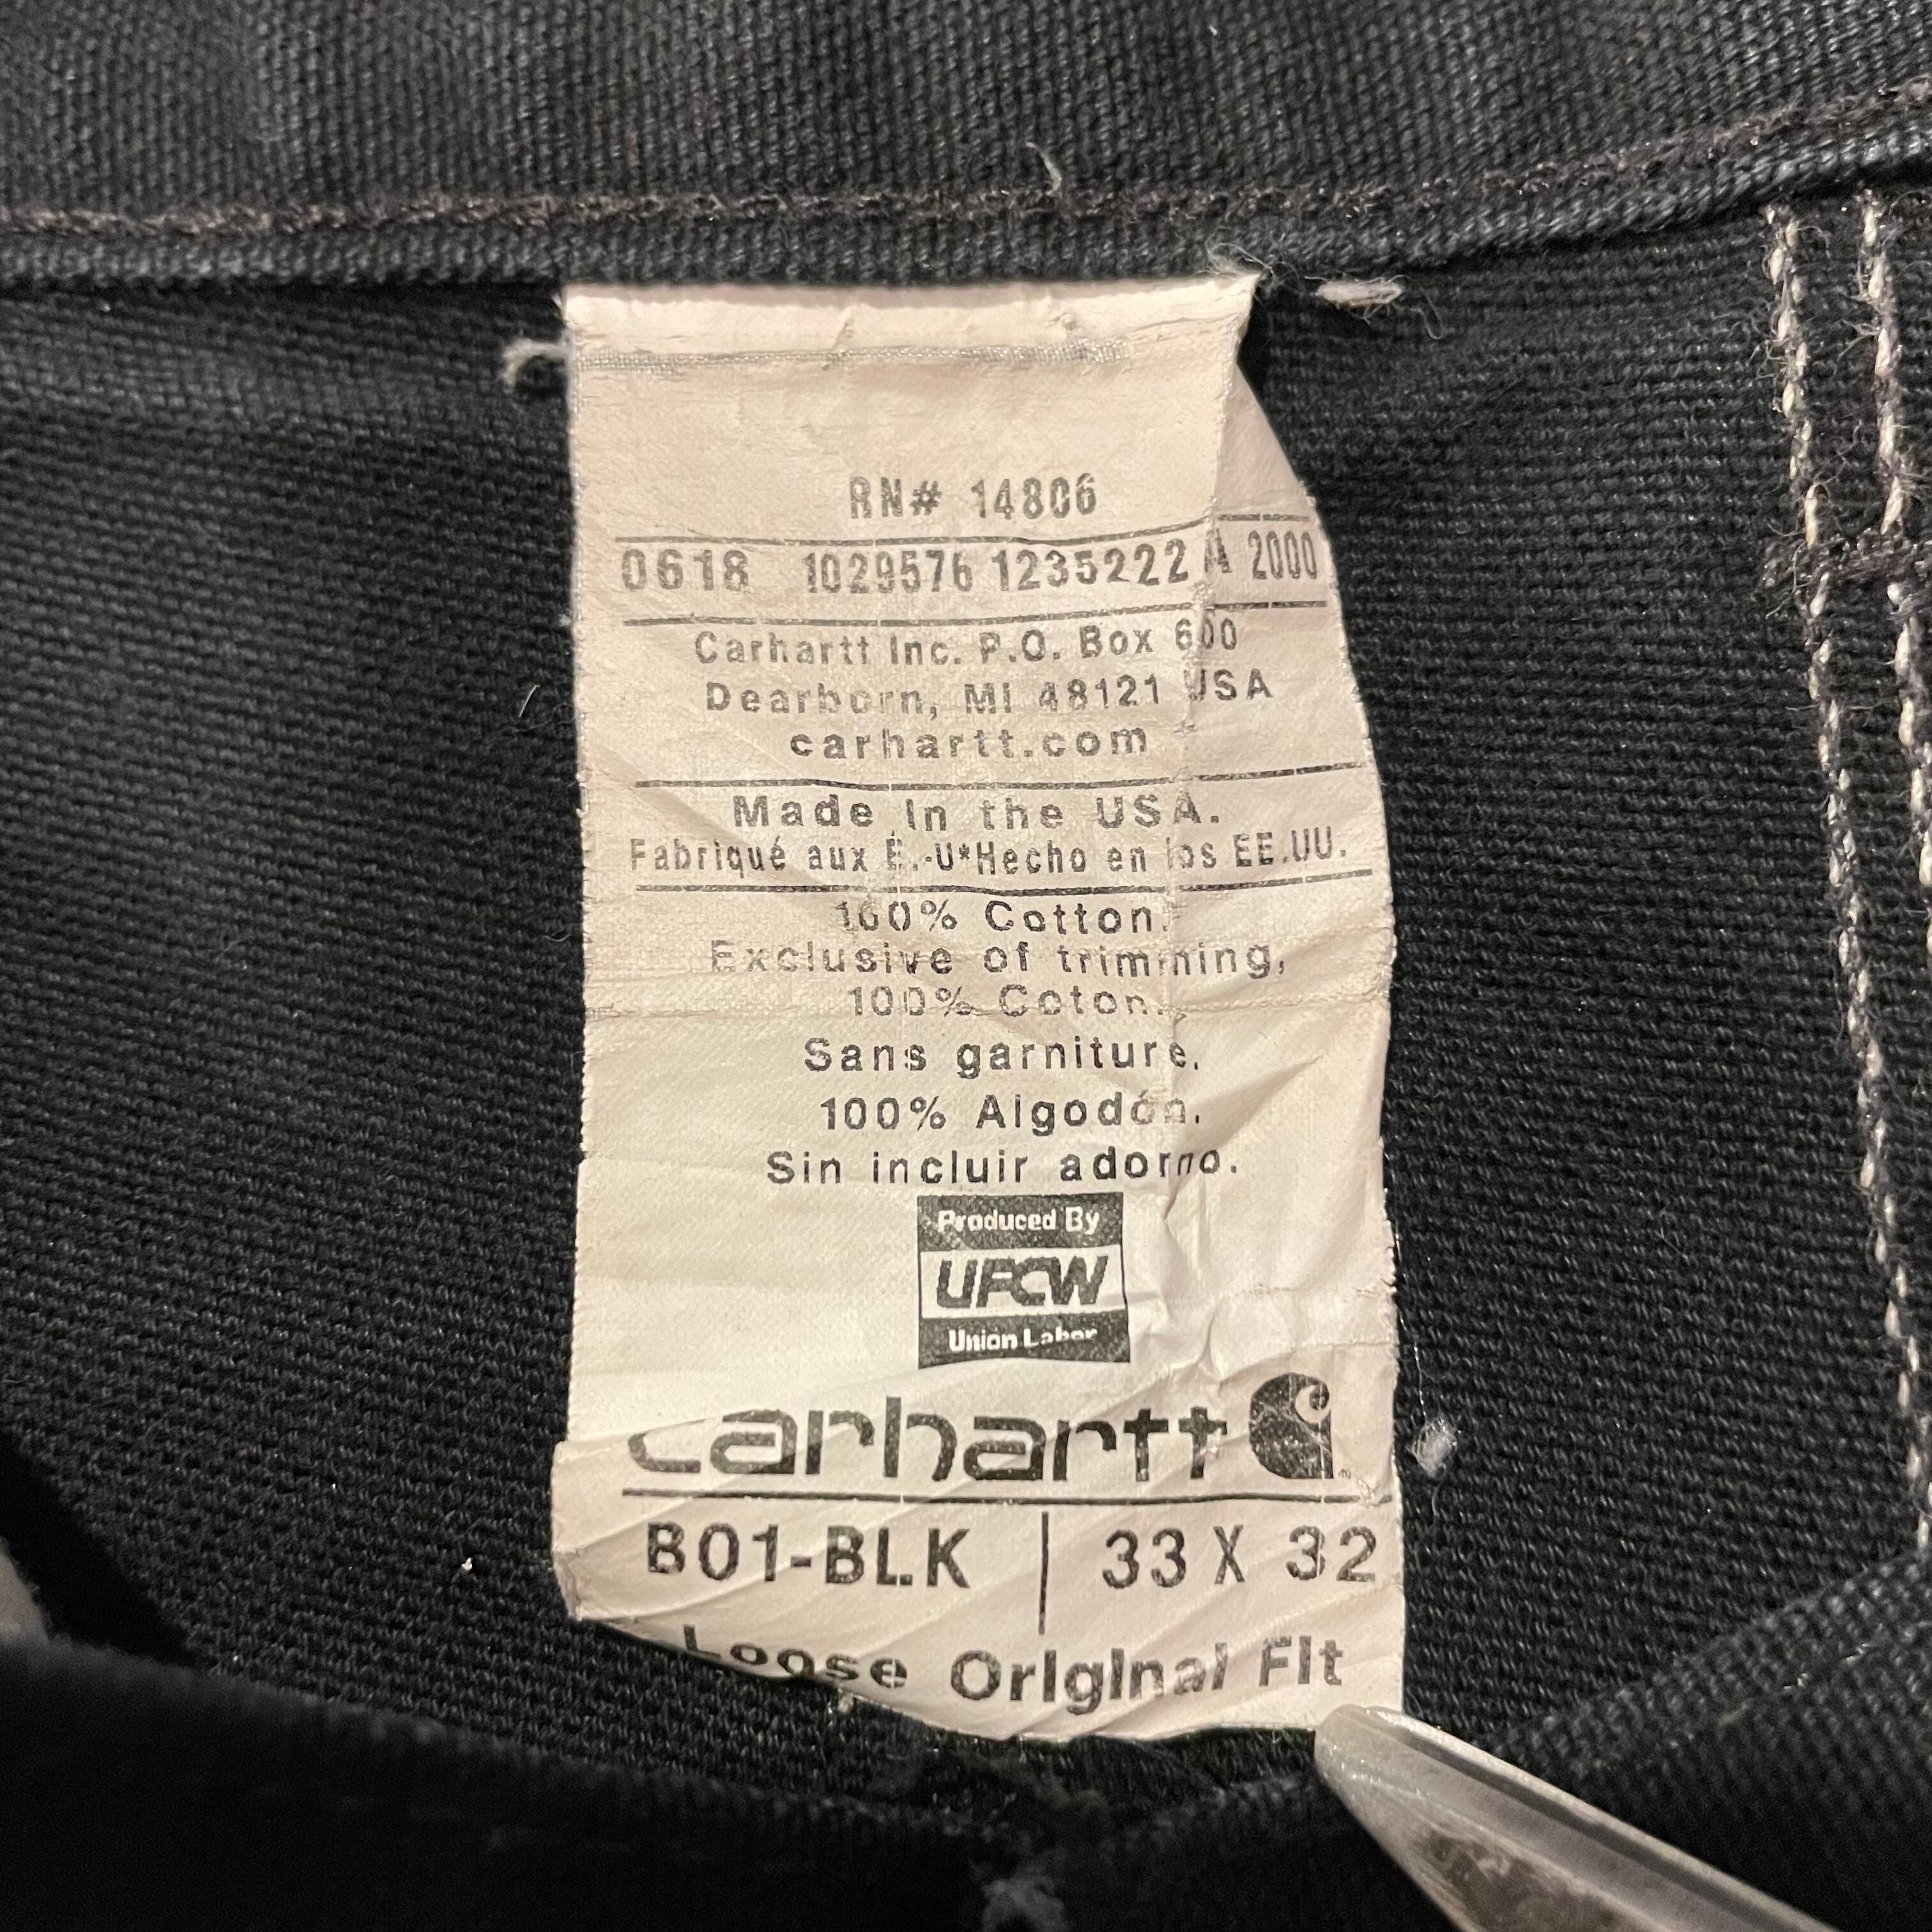 RN# 14806
0618 1029576 1235222 A 2000
Carhartt Inc. P.O. Box 600
Dearborn, MI 48121 USA
carhartt.com
Made In the USA.
Fabriqué aux É.-U*Hecho en los EE.UU.
100% Cotton.
Exclusive of trimming,
100% Coton.
Sans garniture.
100% Algodón.
Sin incluir adorno.
Produced By
UFCW
Union Labor
carhartt
B01-BLK | 33 X 32
Loose Original Fit